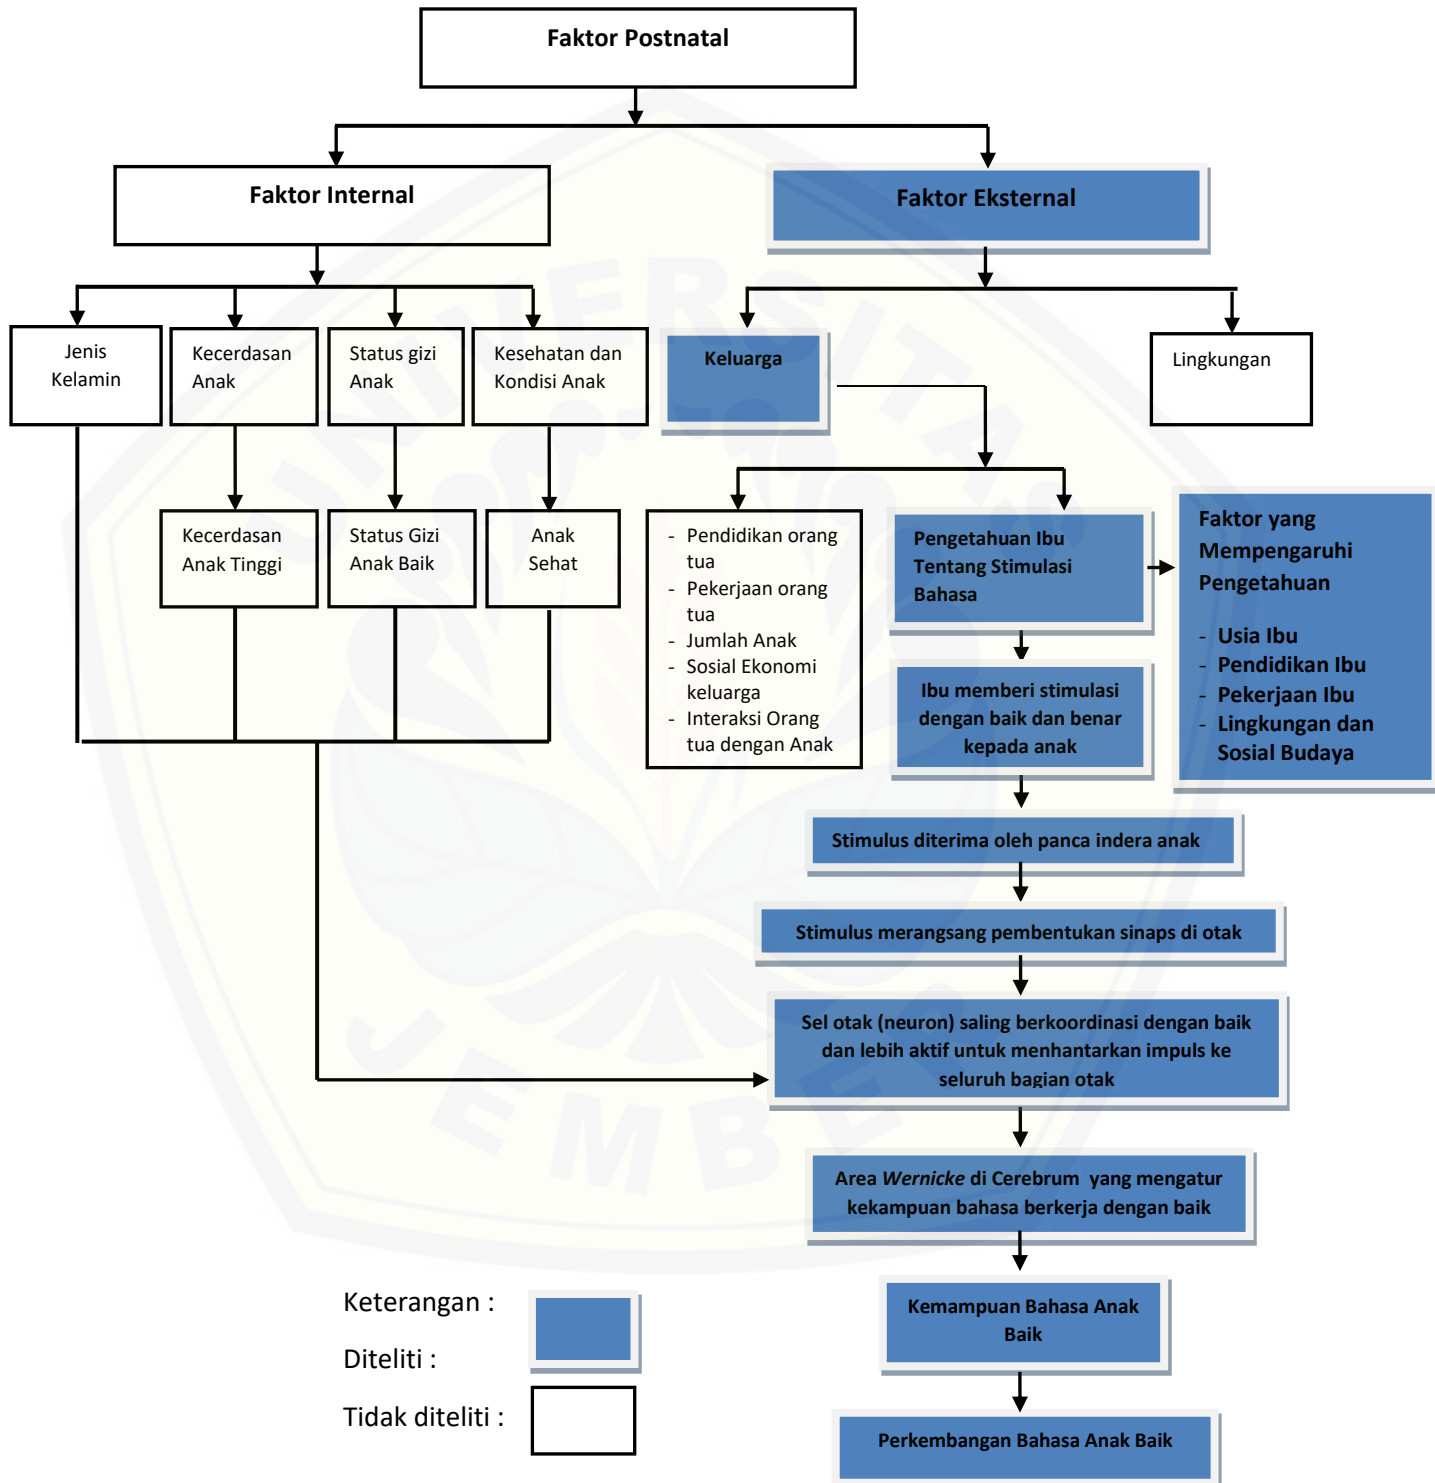 Faktor Postnatal
Faktor Internal
Faktor Eksternal
Jenis
Kelamin
Kecerdasan
Anak
Status gizi
Anak
Kesehatan dan
Kondisi Anak
Keluarga
Lingkungan
Kecerdasan
Anak Tinggi
Status Gizi
Anak Baik
Anak
Sehat
- Pendidikan orang
tua
- Pekerjaan orang
tua
- Jumlah Anak
- Sosial Ekonomi
keluarga
- Interaksi Orang
tua dengan Anak
Pengetahuan Ibu
Tentang Stimulasi
Bahasa
Faktor yang
Mempengaruhi
Pengetahuan
- Usia Ibu
- Pendidikan Ibu
- Pekerjaan Ibu
- Lingkungan dan
Sosial Budaya
Ibu memberi stimulasi
dengan baik dan benar
kepada anak
Stimulus diterima oleh panca indera anak
Stimulus merangsang pembentukan sinaps di otak
Sel otak (neuron) saling berkoordinasi dengan baik
dan lebih aktif untuk menhantarkan impuls ke
seluruh bagian otak
Area Wernicke di Cerebrum yang mengatur
kekampuan bahasa berkerja dengan baik
Kemampuan Bahasa Anak
Baik
Perkembangan Bahasa Anak Baik
Keterangan :
Diteliti :
Tidak diteliti :
UNIVERSITAS
JEMBER